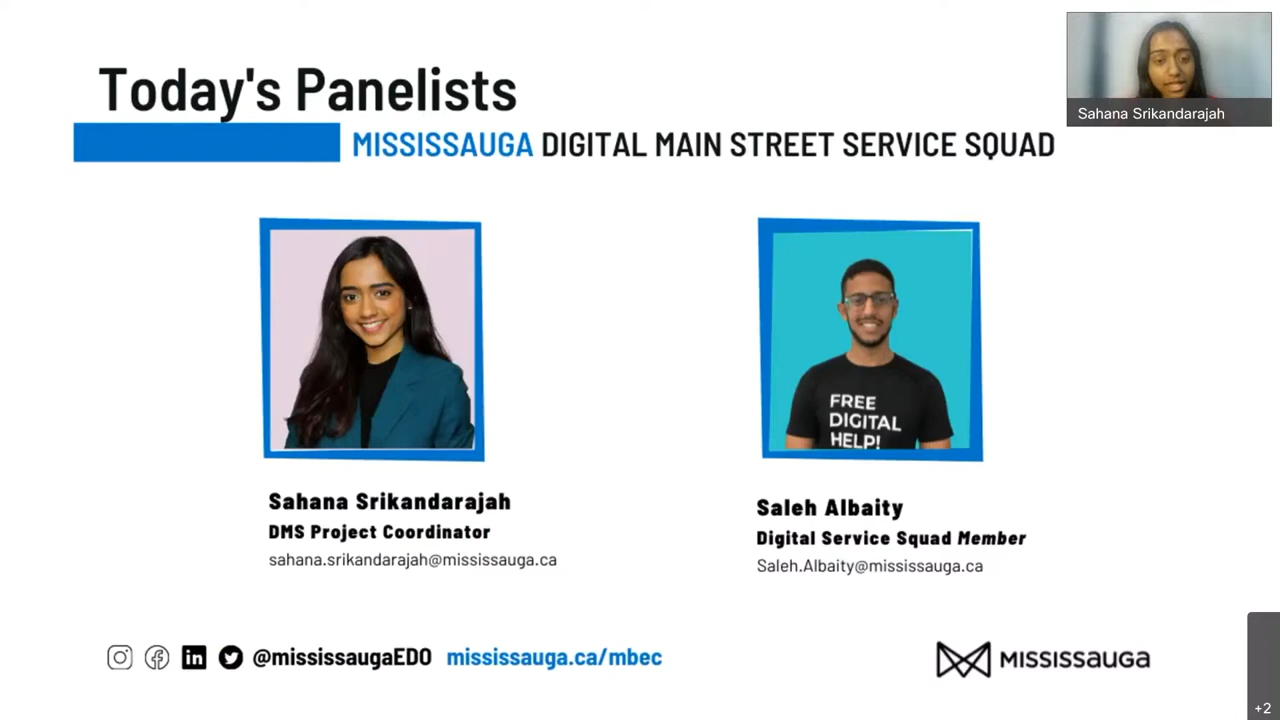 Today's Panelists
Sahana Srikandarajah
MISSISSAUGA DIGITAL MAIN STREET SERVICE SQUAD
FREE
DIGITAL
HELP!
Sahana Srikandarajah
DMS Project Coordinator
sahana.srikandarajah@mississauga.ca
Saleh Albaity
Digital Service Squad Member
Saleh.Albaity@mississauga.ca
@mississaugaEDO mississauga.ca/mbec
MISSISSAUGA
+2